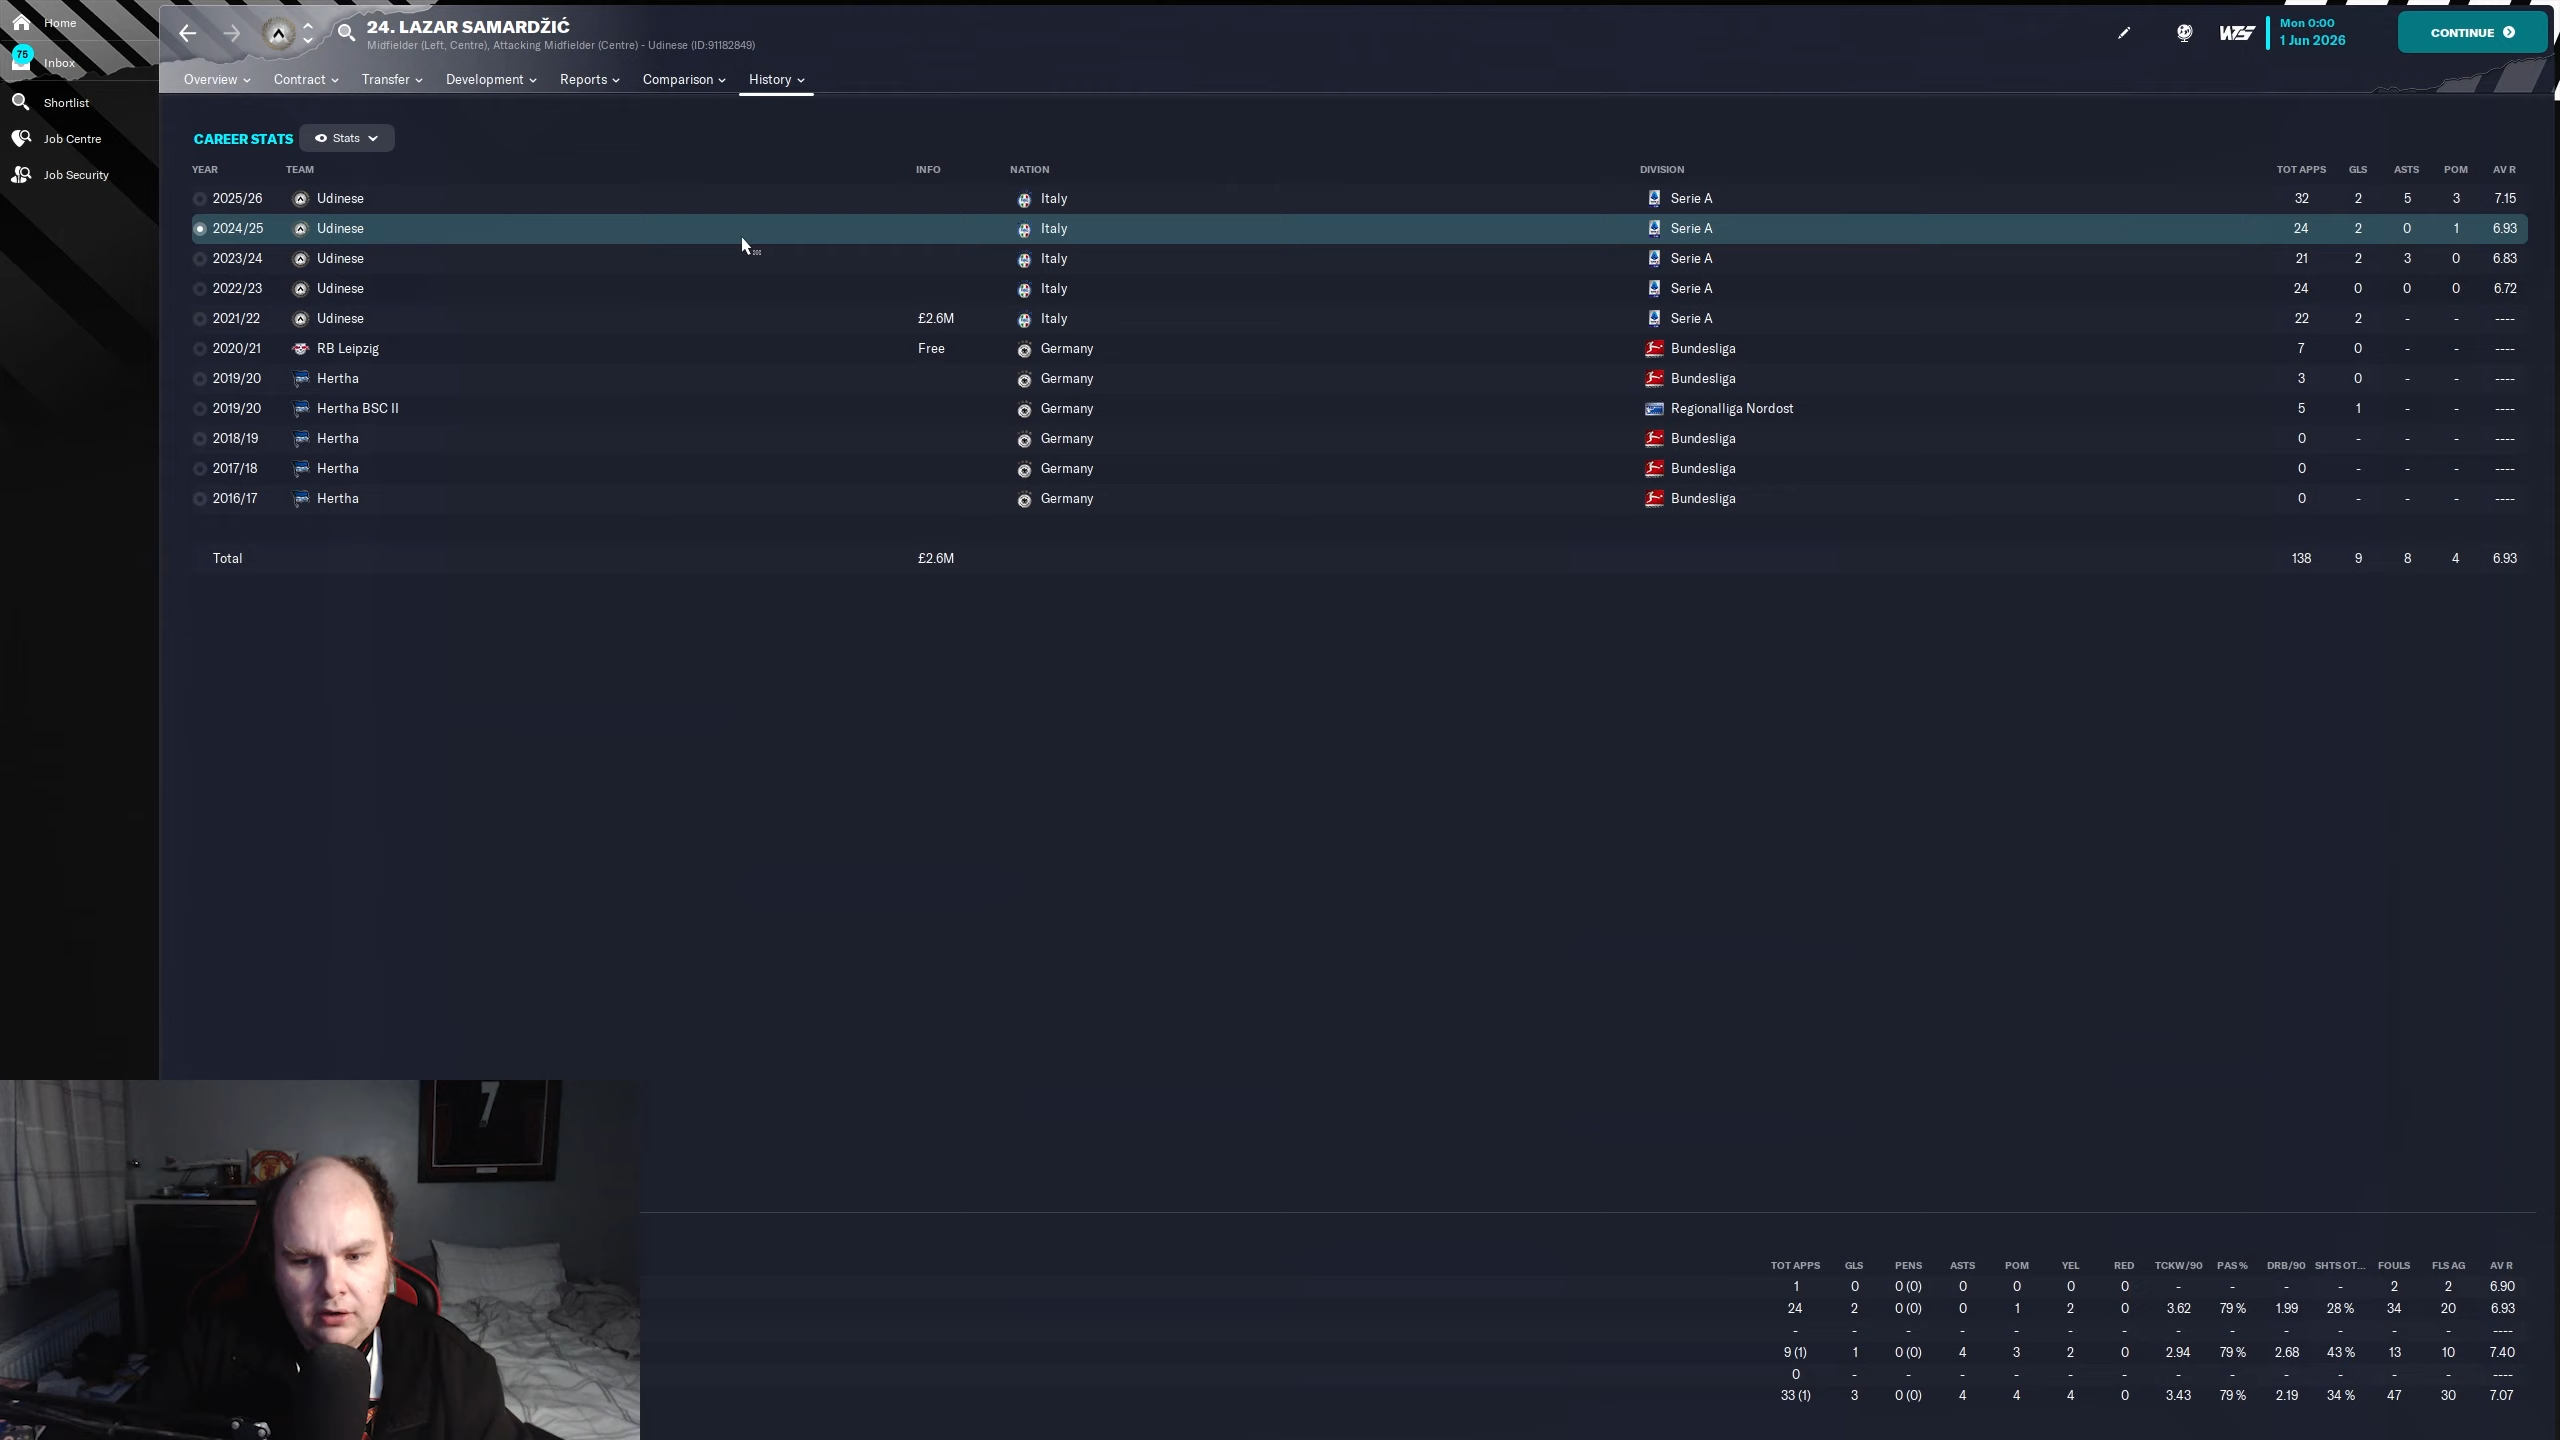 Home
75
Inbox
Shortlist
Job Centre
Job Security
24. LAZAR SAMARDŽIĆ
Midfielder (Left, Centre), Attacking Midfielder (Centre) - Udinese (ID:91182849)
Mon 0:00
1 Jun 2026
CONTINUE
Overview Contract Transfer Development Reports Comparison History
CAREER STATS Stats
YEAR TEAM INFO NATION DIVISION TOT APPS GLS ASTS POM AV R
2025/26 Udinese Italy Serie A 32 2 5 3 7.15
2024/25 Udinese Italy Serie A 24 2 0 1 6.93
2023/24 Udinese Italy Serie A 21 2 3 0 6.83
2022/23 Udinese Italy Serie A 24 0 0 0 6.72
2021/22 Udinese £2.6M Italy Serie A 22 2 - - ----
2020/21 RB Leipzig Free Germany Bundesliga 7 0 - - ----
2019/20 Hertha Germany Bundesliga 3 0 - - ----
2019/20 Hertha BSC II Germany Regionalliga Nordost 5 1 - - ----
2018/19 Hertha Germany Bundesliga 0 - - - ----
2017/18 Hertha Germany Bundesliga 0 - - - ----
2016/17 Hertha Germany Bundesliga 0 - - - ----
Total £2.6M 138 9 8 4 6.93
7
TOT APPS GLS PENS ASTS POM YEL RED TCKW/90 PAS % DRB/90 SHTS OT... FOULS FLS AG AV R
1 0 0 (0) 0 0 0 0 - - - - 2 2 6.90
24 2 0 (0) 0 1 2 0 3.62 79 % 1.99 28 % 34 20 6.93
- - - - - - - - - - - - - ----
9 (1) 1 0 (0) 4 3 2 0 2.94 79 % 2.68 43 % 13 10 7.40
0 - - - - - - - - - - - - ----
33 (1) 3 0 (0) 4 4 4 0 3.43 79 % 2.19 34 % 47 30 7.07